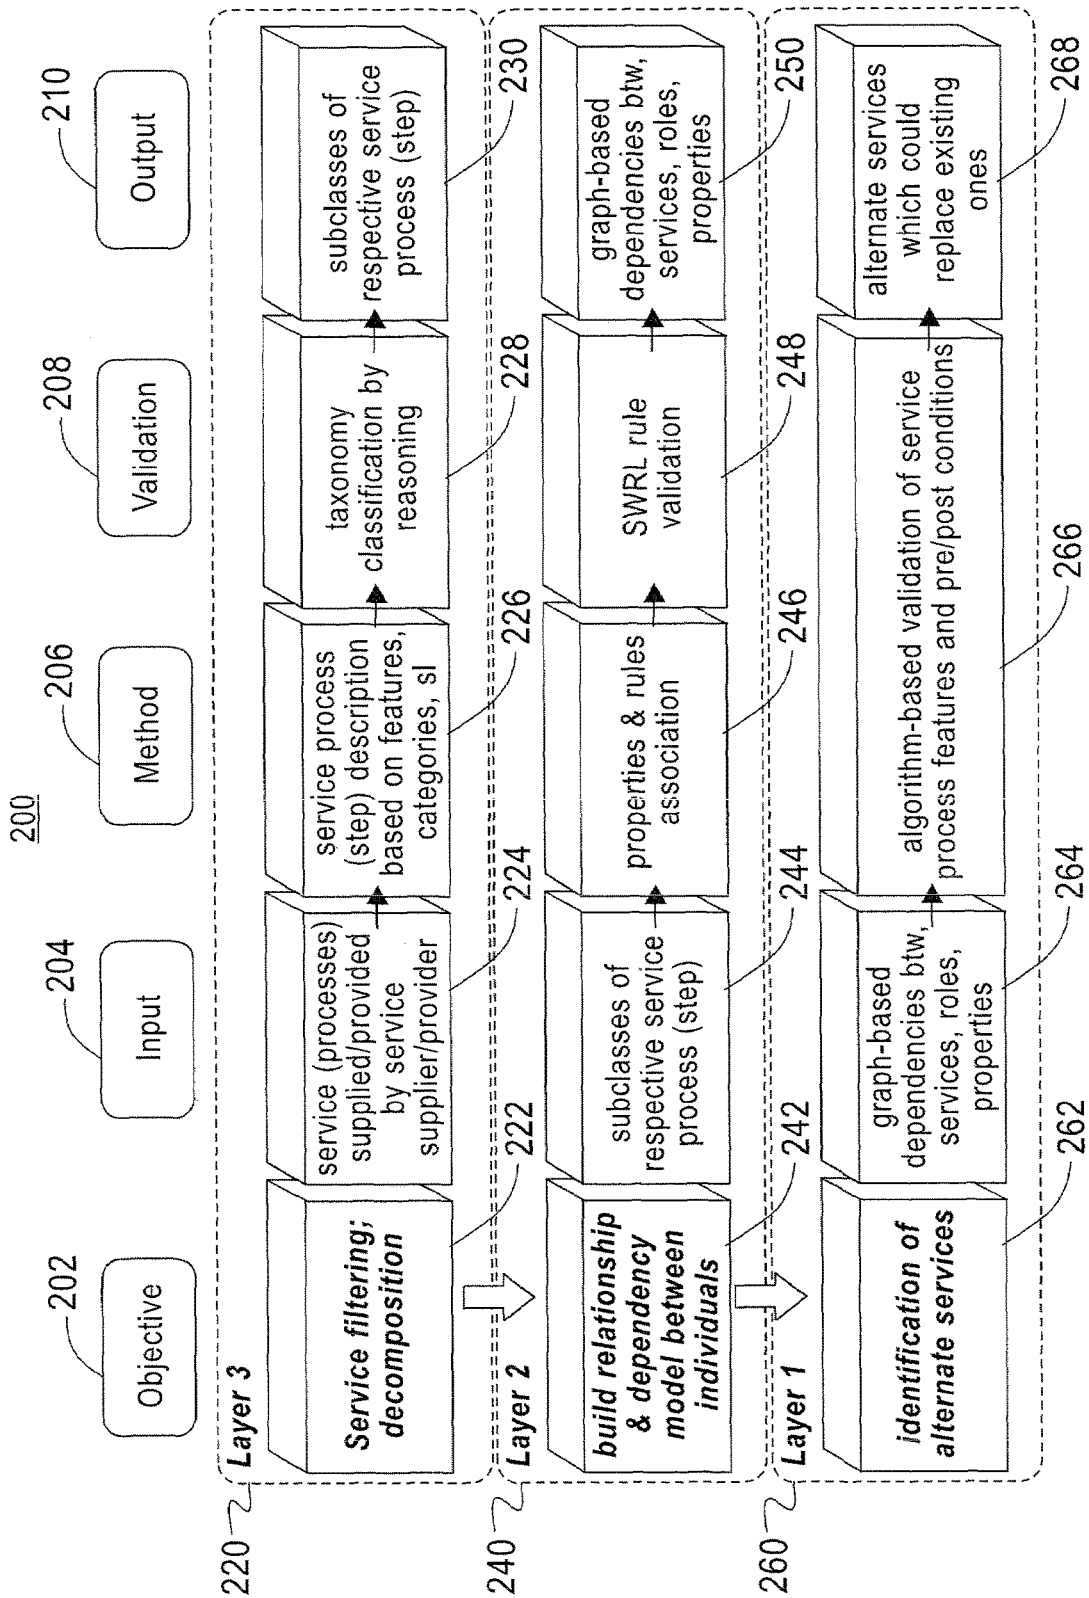 200
202
204
206
208
210
Objective
Input
Method
Validation
Output
220
Layer 3
Service filtering;
decomposition
222
service (processes)
supplied/provided
by service
supplier/provider
224
service process
(step) description
based on features,
categories, sl
226
taxonomy
classification by
reasoning
228
subclasses of
respective service
process (step)
230
240
Layer 2
build relationship
& dependency
model between
individuals
242
subclasses of
respective service
process (step)
244
properties & rules
association
246
SWRL rule
validation
248
graph-based
dependencies btw,
services, roles,
properties
250
260
Layer 1
identification of
alternate services
262
graph-based
dependencies btw,
services, roles,
properties
264
algorithm-based validation of service
process features and pre/post conditions
266
alternate services
which could
replace existing
ones
268